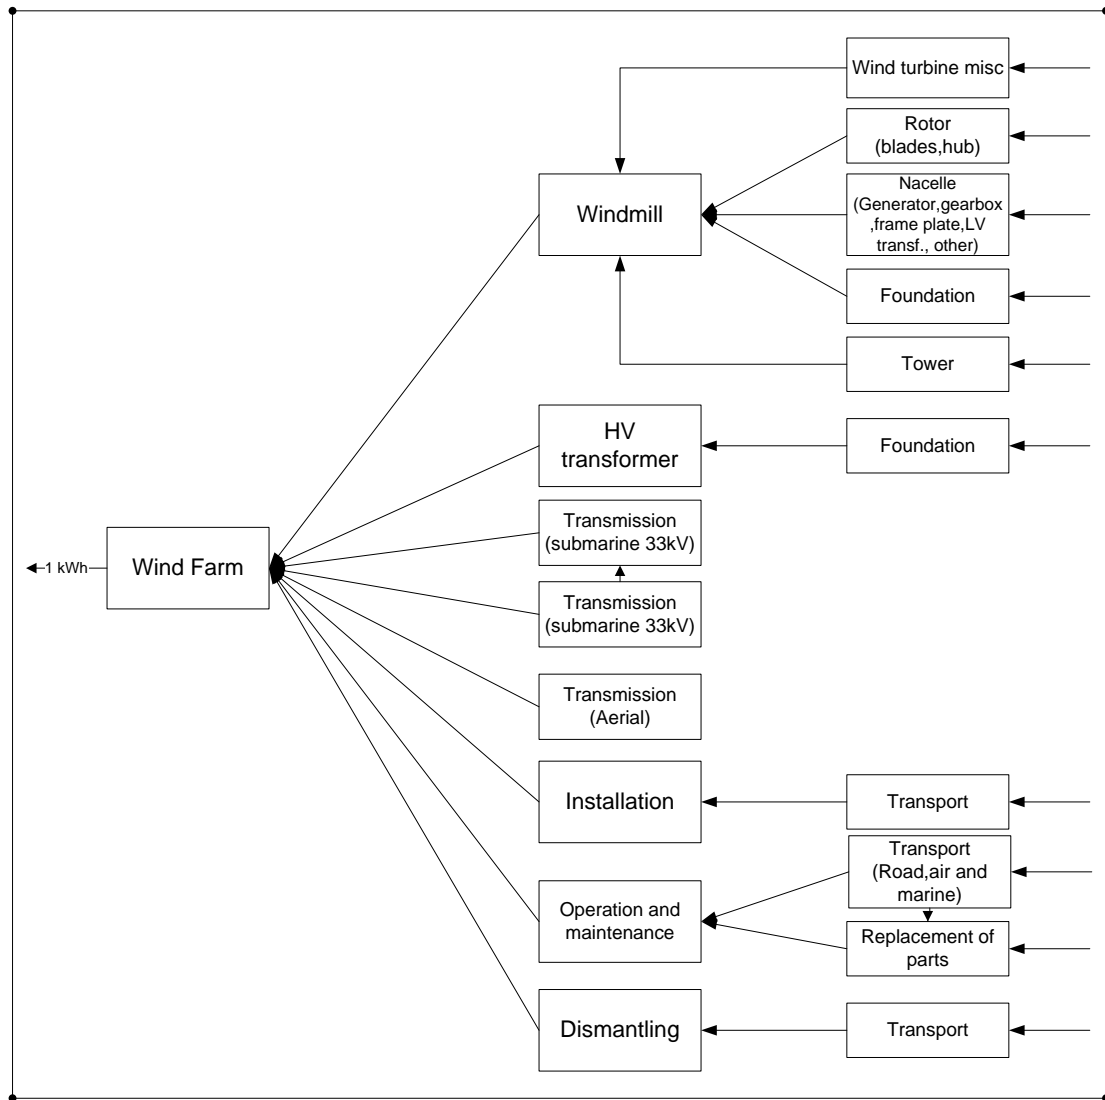 Wind turbine misc
Rotor
(blades,hub)
Nacelle
(Generator,gearbox
,frame plate,LV
transf., other)
Windmill
Foundation
Tower
HV
transformer
Foundation
Transmission
(submarine 33kV)
1 kWh
Wind Farm
Transmission
(submarine 33kV)
Transmission
(Aerial)
Installation
Transport
Transport
(Road,air and
marine)
Operation and
maintenance
Replacement of
parts
Dismantling
Transport